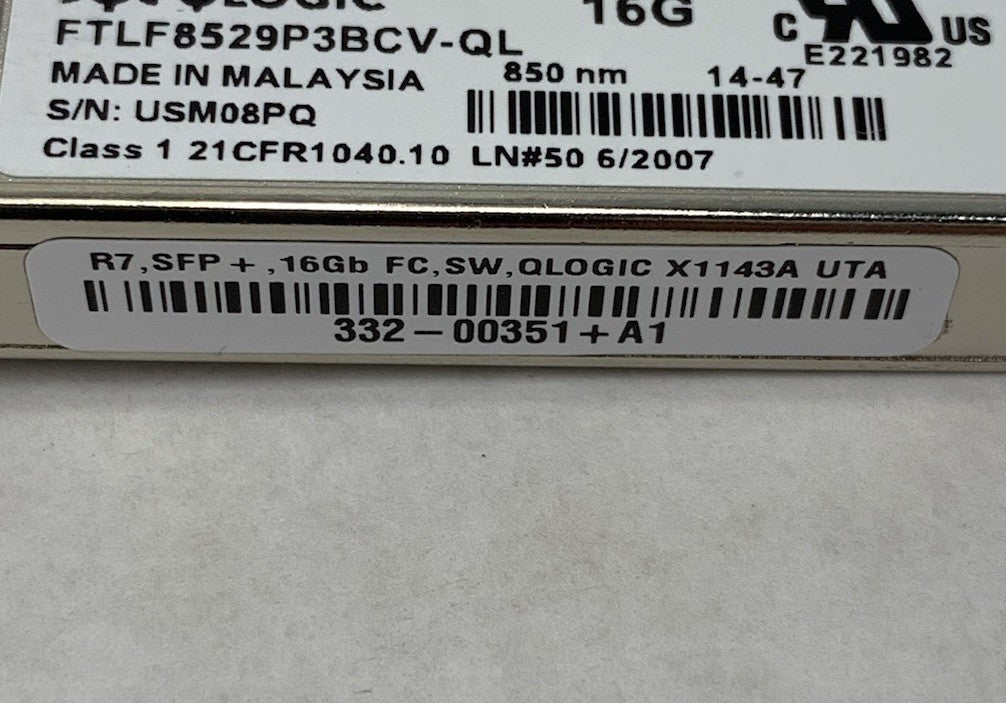 QLOGIC
16G
FTLF8529P3BCV-QL
C US
E221982
MADE IN MALAYSIA 850 nm 14-47
S/N: USM08PQ
Class 1 21CFR1040.10 LN#50 6/2007
R7,SFP+,16Gb FC,SW,QLOGIC X1143A UTA
332-00351+A1